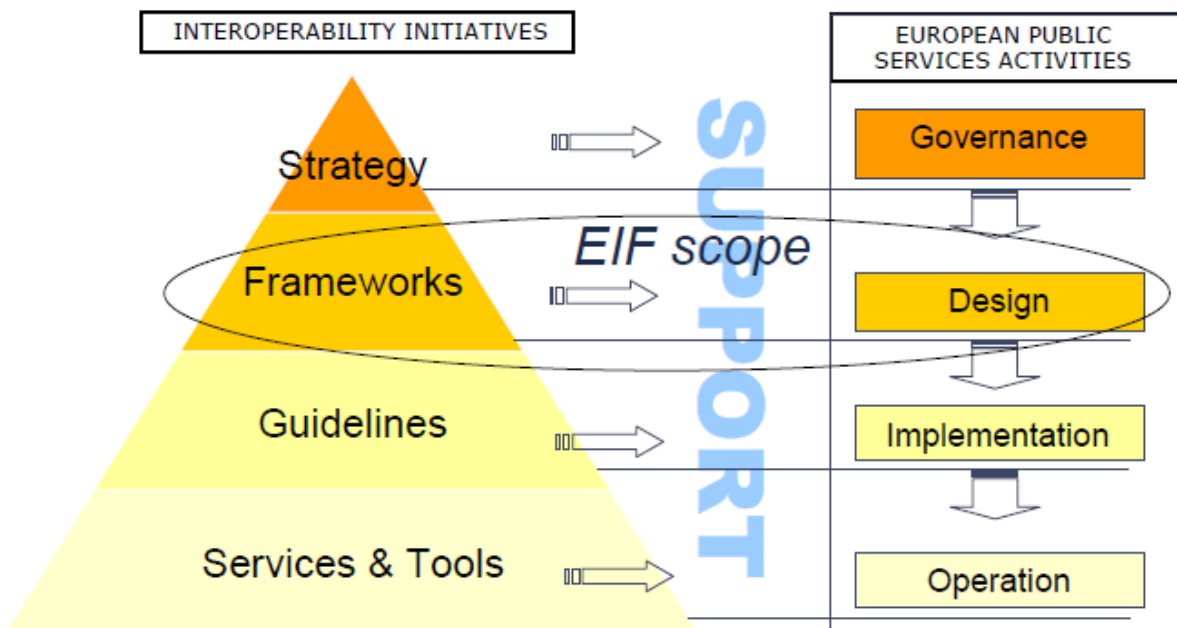 INTEROPERABILITY INITIATIVES
EUROPEAN PUBLIC
SERVICES ACTIVITIES
Strategy
Governance
EIF scope
Frameworks
Design
Guidelines
Implementation
Services & Tools
Operation
SUPPORT